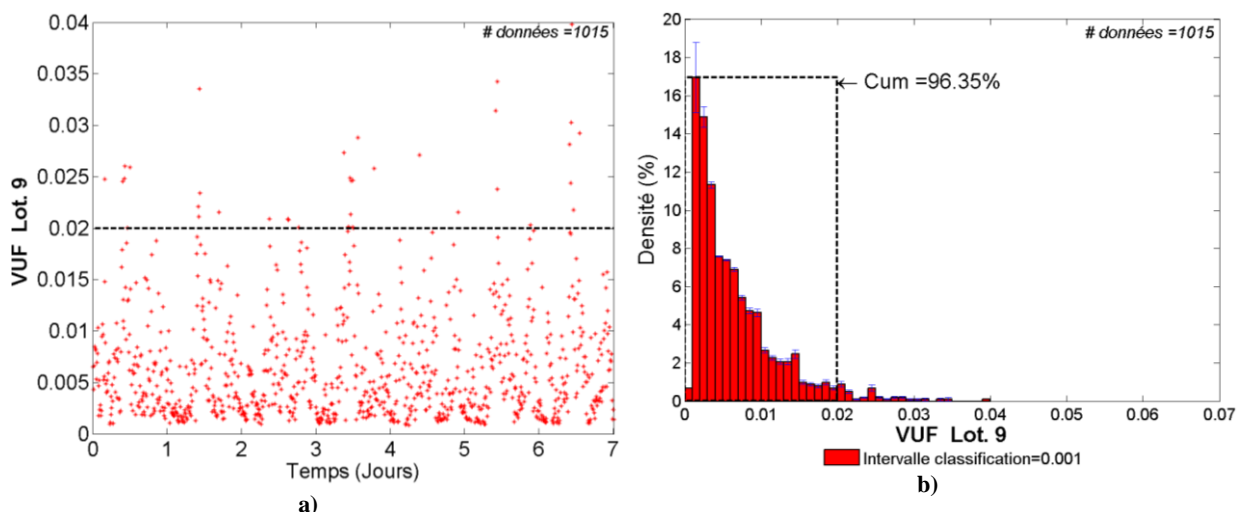 # données =1015
0.04
0.035
0.03
0.025
0.02
0.015
0.01
0.005
0
VUF Lot. 9
0 1 2 3 4 5 6 7
Temps (Jours)
a)
# données =1015
20
18
16
14
12
10
8
6
4
2
0
Densité (%)
← Cum =96.35%
0 0.01 0.02 0.03 0.04 0.05 0.06 0.07
VUF Lot. 9
Intervalle classification=0.001
b)